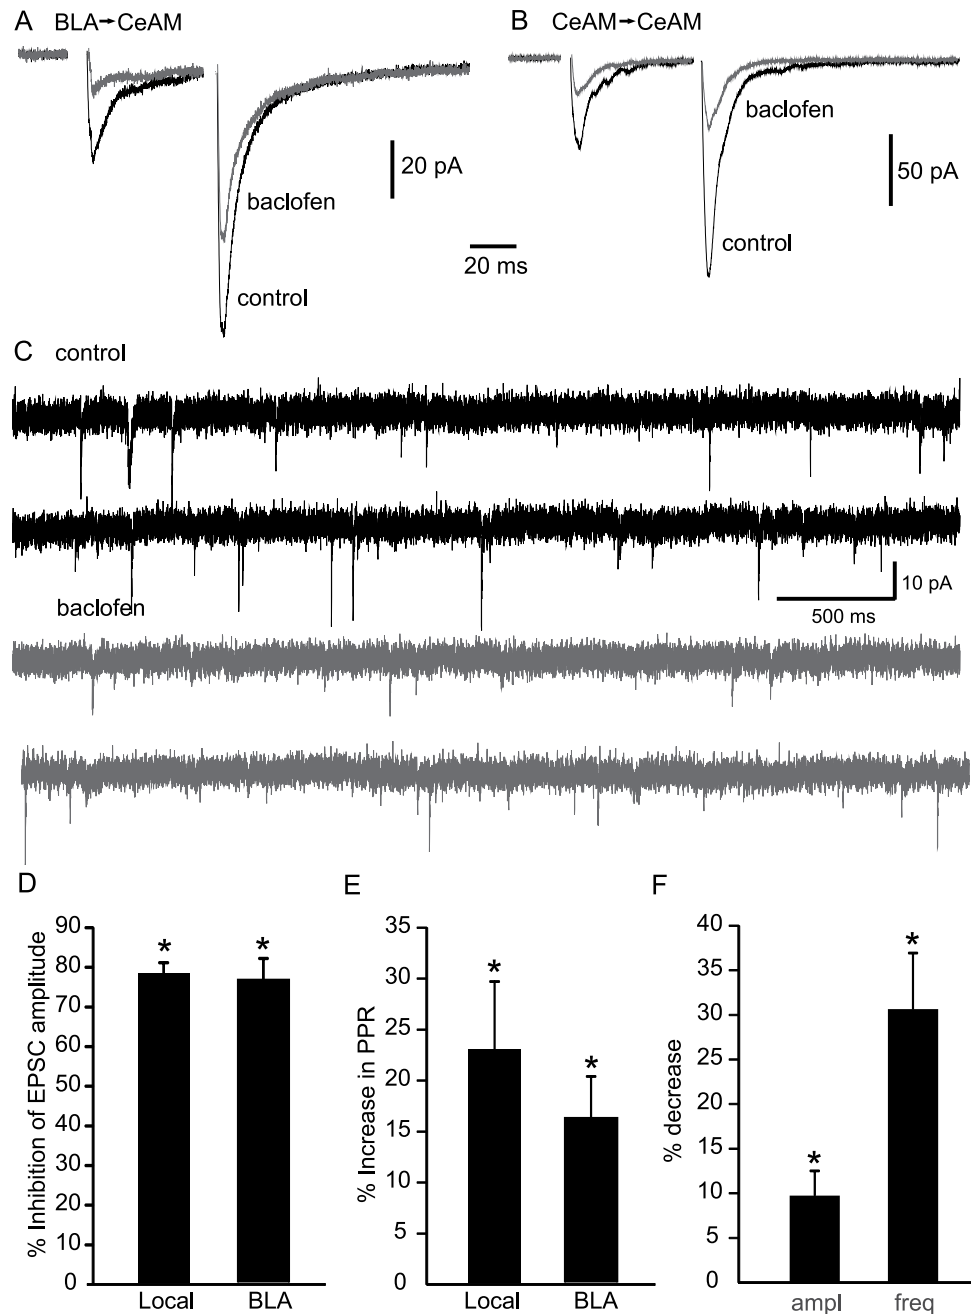 A BLA→CeAM
B CeAM→CeAM
baclofen
control
20 pA
20 ms
baclofen
control
50 pA
C control
10 pA
500 ms
baclofen
D
% Inhibition of EPSC amplitude
90
80
70
60
50
40
30
20
10
0
*
*
Local BLA
E
% Increase in PPR
35
30
25
20
15
10
5
0
*
*
Local BLA
F
% decrease
40
35
30
25
20
15
10
5
0
*
*
ampl freq